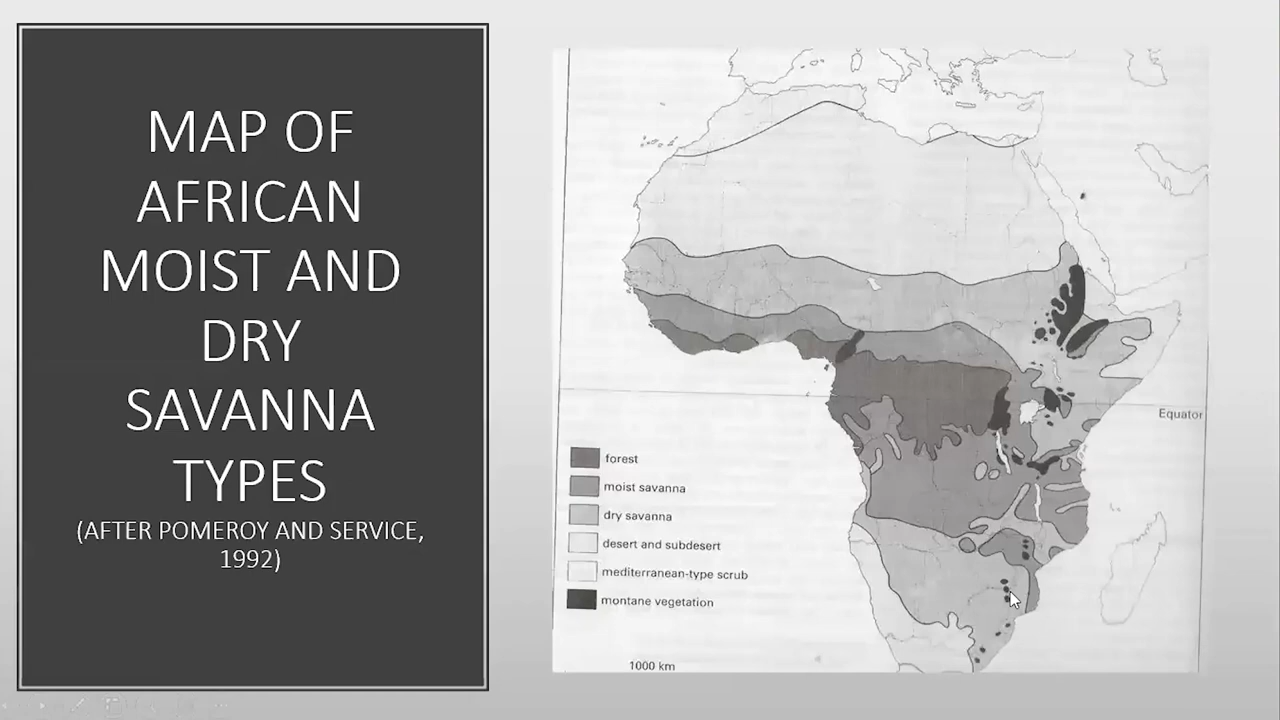 MAP OF
AFRICAN
MOIST AND
DRY
SAVANNA
TYPES
(AFTER POMEROY AND SERVICE,
1992)
Equator
forest
moist savanna
dry savanna
desert and subdesert
mediterranean-type scrub
montane vegetation
1000 km